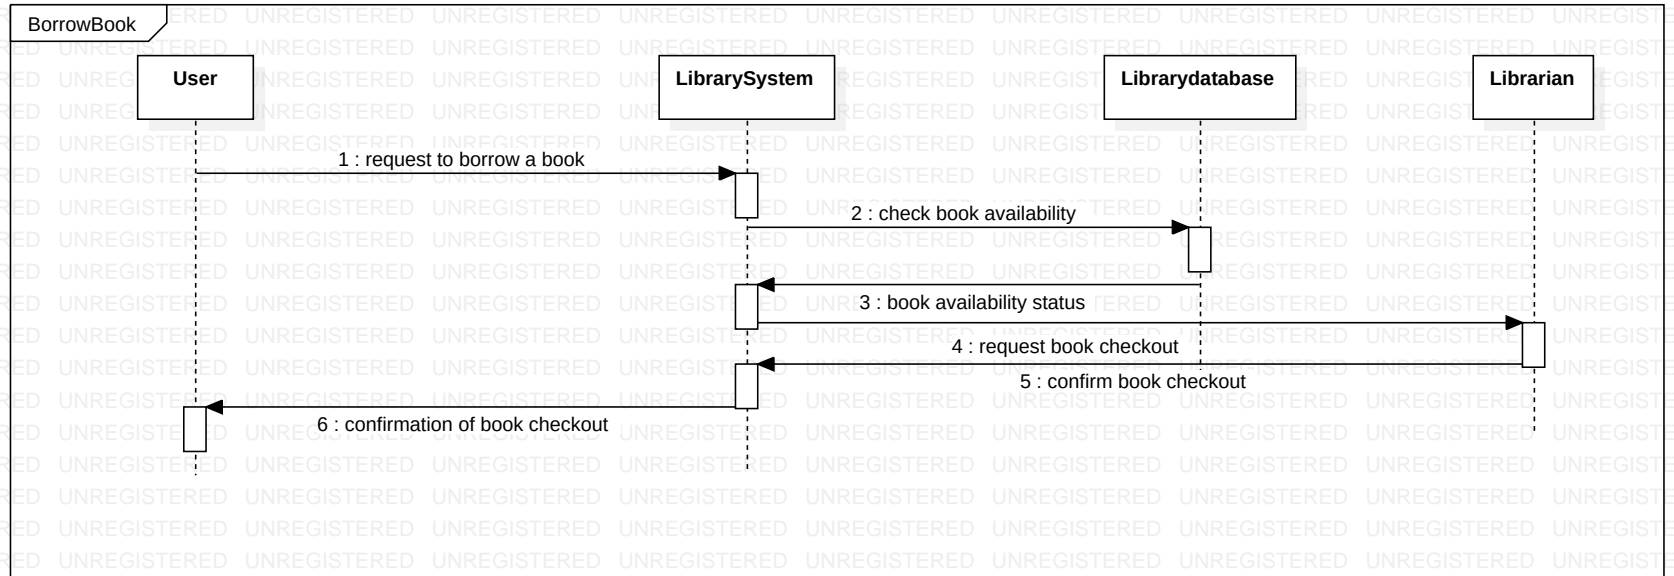 BorrowBook
User
LibrarySystem
Librarydatabase
Librarian
1 : request to borrow a book
2 : check book availability
3 : book availability status
4 : request book checkout
5 : confirm book checkout
6 : confirmation of book checkout
UNREGISTERED